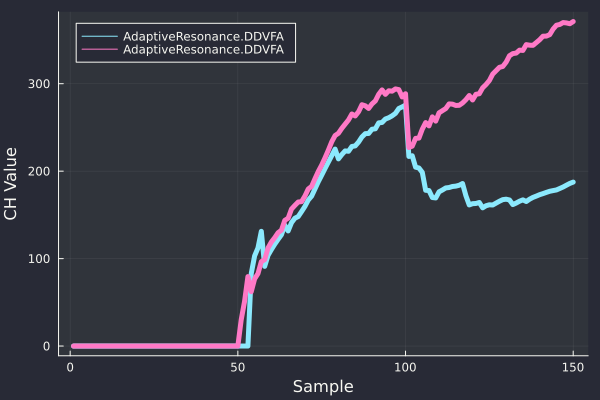 AdaptiveResonance.DDVFA
AdaptiveResonance.DDVFA
CH Value
300
200
100
0
0 50 100 150
Sample